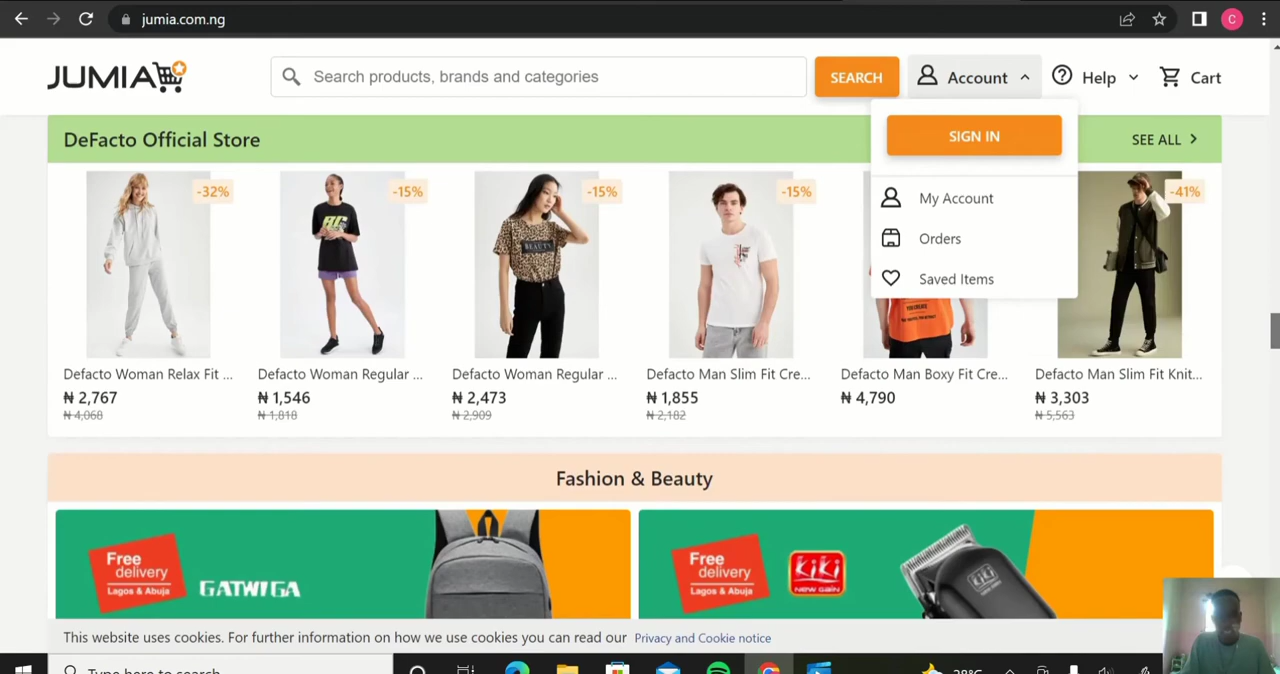 jumia.com.ng
C
JUMIA
Search products, brands and categories
SEARCH
Account
Help
Cart
SIGN IN
My Account
Orders
Saved Items
DeFacto Official Store
SEE ALL
-32%
-15%
-15%
-15%
-41%
BEAUTY
Defacto Woman Relax Fit ...
₦ 2,767
₦ 4,068
Defacto Woman Regular ...
₦ 1,546
₦ 1,818
Defacto Woman Regular ...
₦ 2,473
₦ 2,909
Defacto Man Slim Fit Cre...
₦ 1,855
₦ 2,182
Defacto Man Boxy Fit Cre...
₦ 4,790
Defacto Man Slim Fit Knit...
₦ 3,303
₦ 5,563
Fashion & Beauty
Free
delivery
Lagos & Abuja
GATWIGA
Free
delivery
Lagos & Abuja
KIKI
NEW GAIN
This website uses cookies. For further information on how we use cookies you can read our Privacy and Cookie notice
Type here to search
28°C